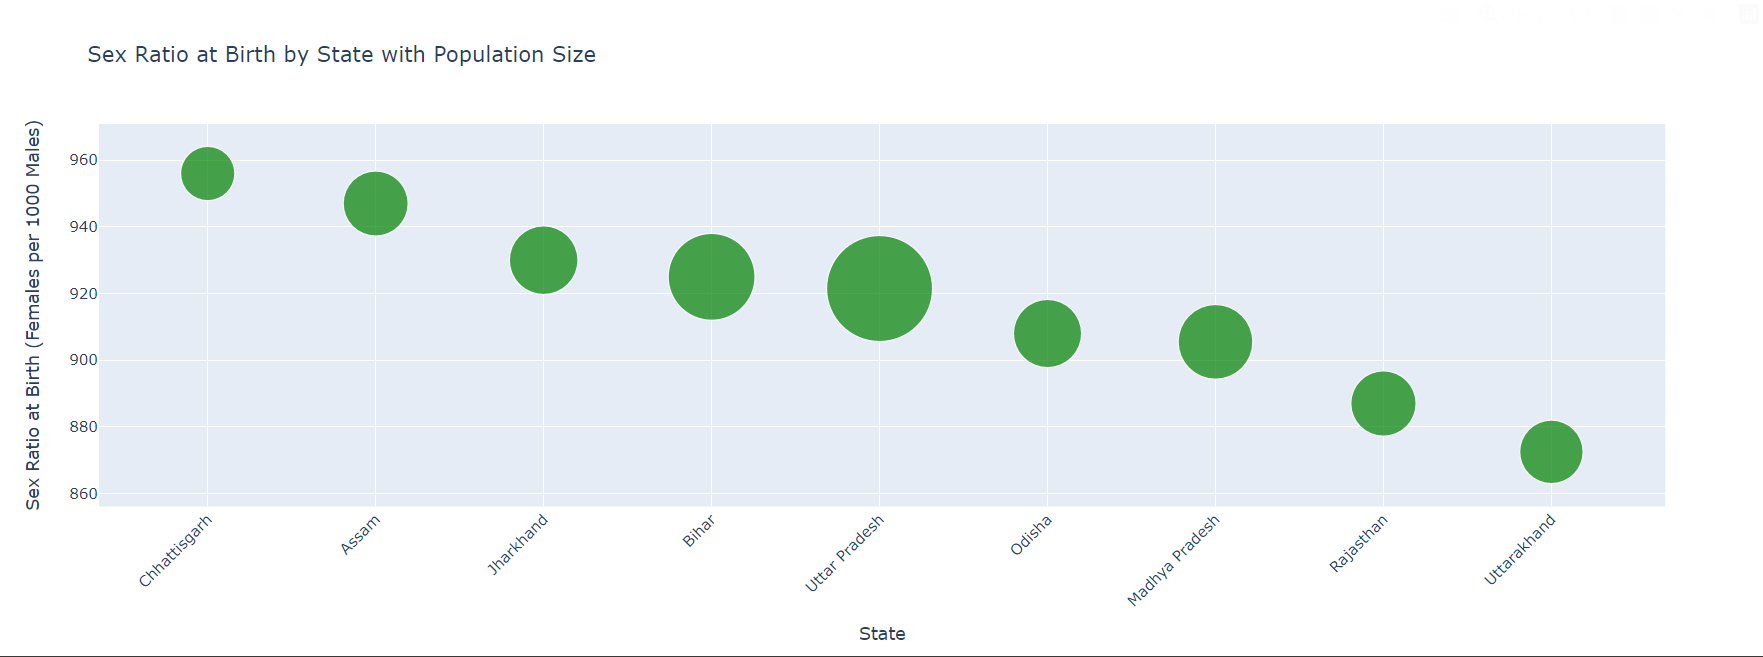 Sex Ratio at Birth by State with Population Size
Sex Ratio at Birth (Females per 1000 Males)
960
940
920
900
880
860
Chhattisgarh
Assam
Jharkhand
Bihar
Uttar Pradesh
Odisha
Madhya Pradesh
Rajasthan
Uttarakhand
State